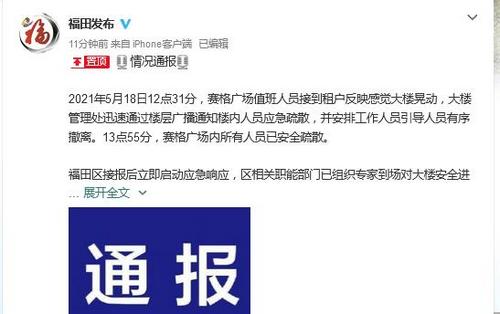 福
福田发布
11分钟前 来自 iPhone客户端 已编辑
置顶 情况通报
2021年5月18日12点31分，赛格广场值班人员接到租户反映感觉大楼晃动，大楼
管理处迅速通过楼层广播通知楼内人员应急疏散，并安排工作人员引导人员有序
撤离。13点55分，赛格广场内所有人员已安全疏散。
福田区接报后立即启动应急响应，区相关职能部门已组织专家到场对大楼安全进
... 展开全文
通报